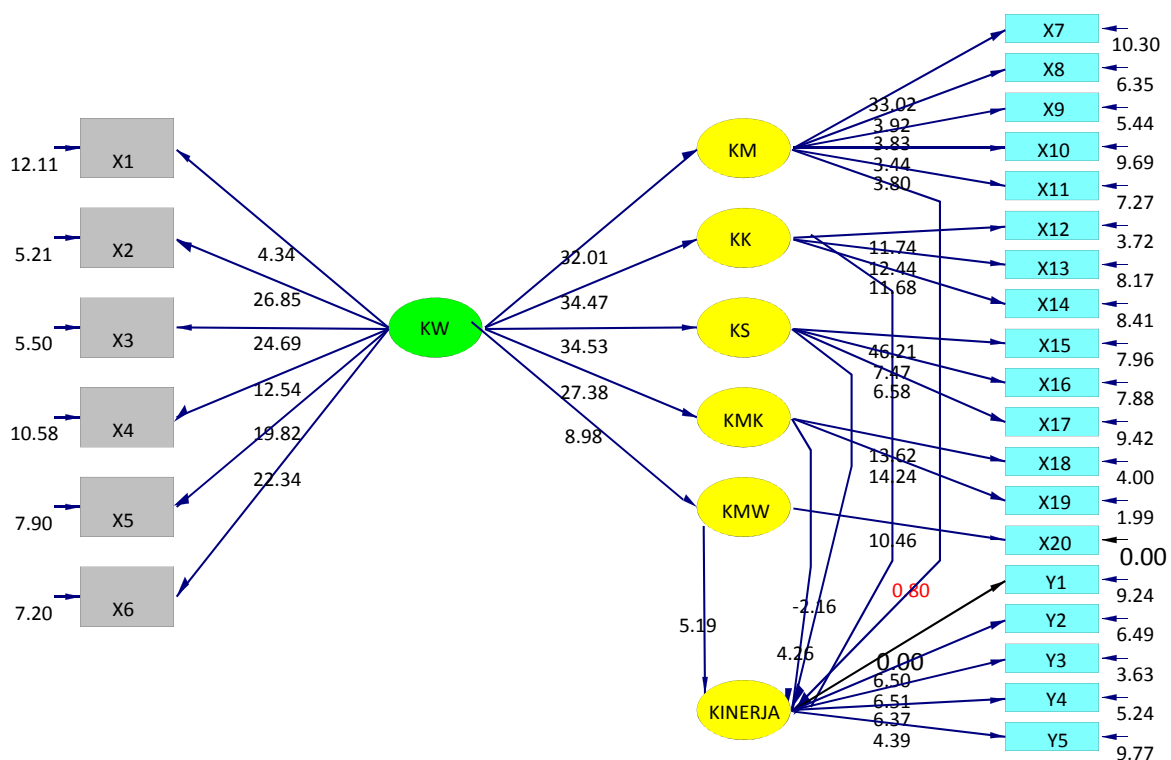 X7
10.30
X8
6.35
X9
5.44
X10
9.69
X11
7.27
X12
3.72
X13
8.17
X14
8.41
X15
7.96
X16
7.88
X17
9.42
X18
4.00
X19
1.99
X20
0.00
Y1
9.24
Y2
6.49
Y3
3.63
Y4
5.24
Y5
9.77
12.11
X1
5.21
X2
5.50
X3
10.58
X4
7.90
X5
7.20
X6
4.34
26.85
24.69
12.54
19.82
22.34
KW
32.01
34.47
34.53
27.38
8.98
KM
KK
KS
KMK
KMW
KINERJA
33.02
3.92
3.83
3.44
3.80
11.74
12.44
11.68
46.21
7.47
6.58
13.62
14.24
10.46
0.80
-2.16
5.19
4.26
0.00
6.50
6.51
6.37
4.39